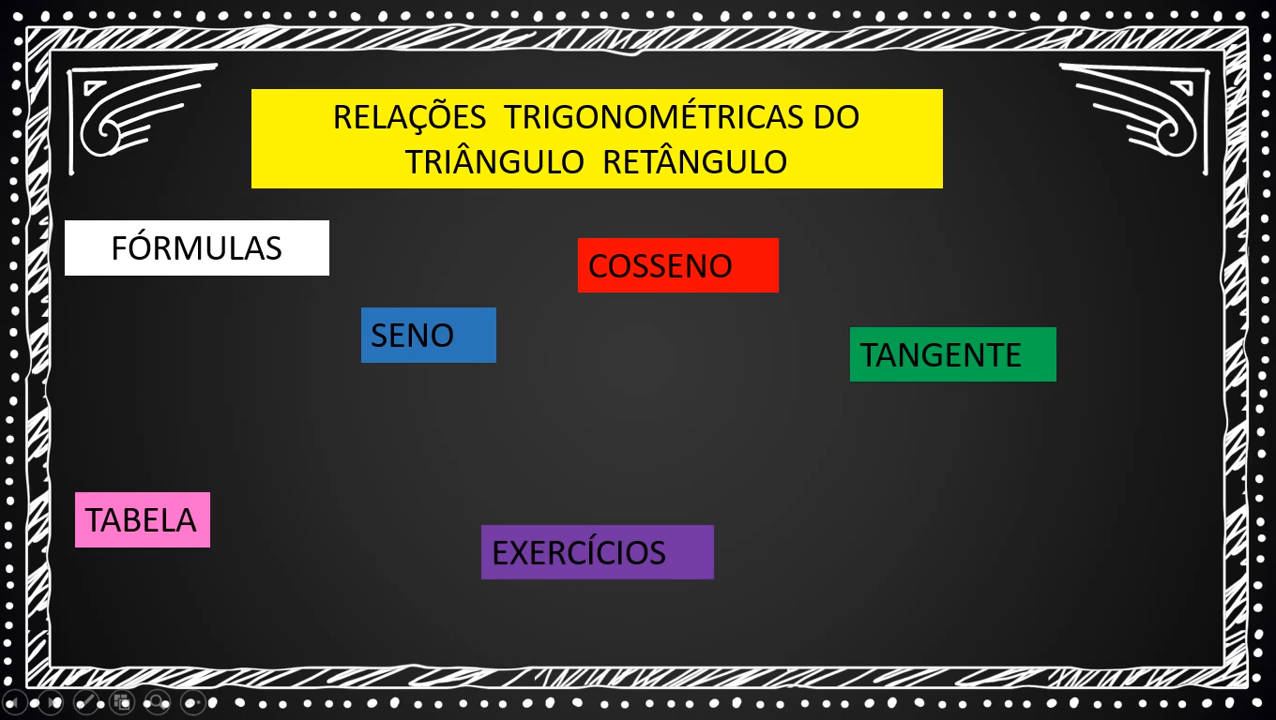 RELAÇÕES TRIGONOMÉTRICAS DO
TRIÂNGULO RETÂNGULO
FÓRMULAS
COSSENO
SENO
TANGENTE
TABELA
EXERCÍCIOS